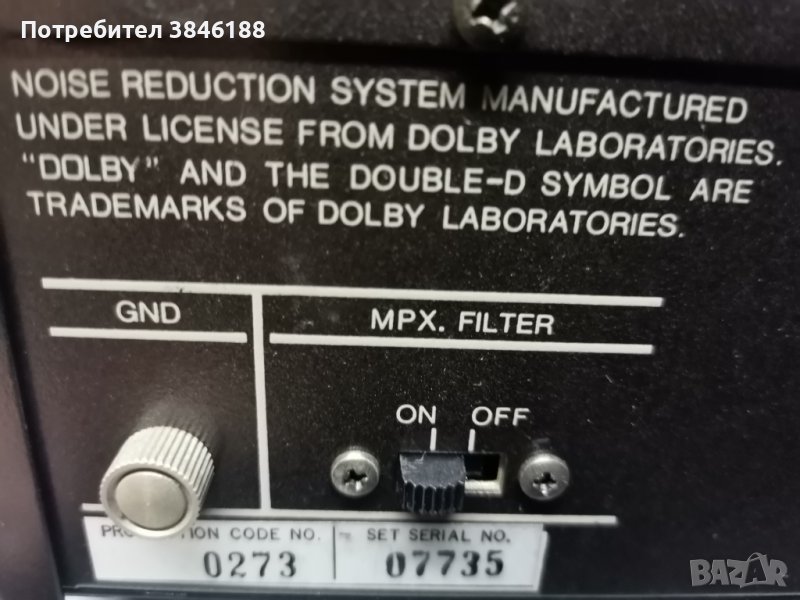 Потребител 3846188
NOISE REDUCTION SYSTEM MANUFACTURED
UNDER LICENSE FROM DOLBY LABORATORIES.
"DOLBY" AND THE DOUBLE-D SYMBOL ARE
TRADEMARKS OF DOLBY LABORATORIES.
GND
MPX. FILTER
ON OFF
CODE NO.
0273
SET SERIAL NO.
07735
BAZAR